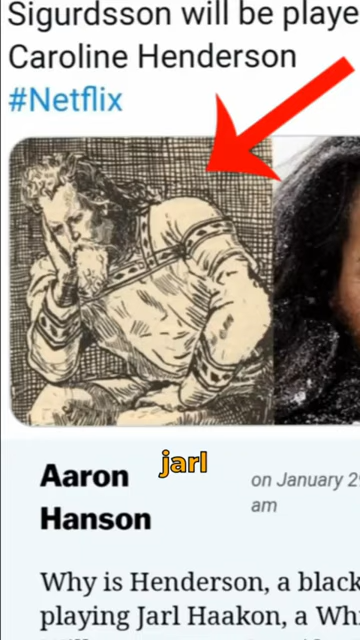 Sigurdsson will be playe
Caroline Henderson
#Netflix
jarl
Aaron
Hanson
on January 2
am
Why is Henderson, a black
playing Jarl Haakon, a Wh